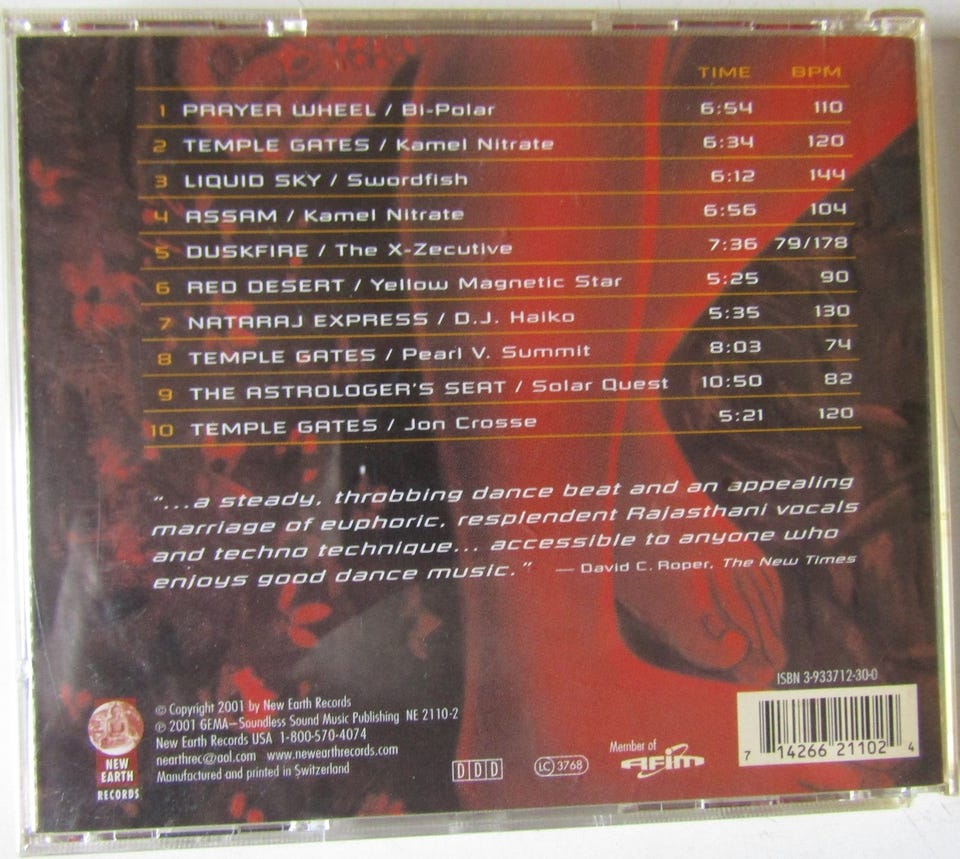 TIME BPM
1 PRAYER WHEEL / Bi-Polar 6:54 110
2 TEMPLE GATES / Kamel Nitrate 6:34 120
3 LIQUID SKY / Swordfish 6:12 144
4 ASSAM / Kamel Nitrate 6:56 104
5 DUSKFIRE / The X-Zecutive 7:36 79/178
6 RED DESERT / Yellow Magnetic Star 5:25 90
7 NATARAJ EXPRESS / D.J. Haiko 5:35 130
8 TEMPLE GATES / Pearl V. Summit 8:03 74
9 THE ASTROLOGER'S SEAT / Solar Quest 10:50 82
10 TEMPLE GATES / Jon Crosse 5:21 120
"...a steady, throbbing dance beat and an appealing
marriage of euphoric, resplendent Rajasthani vocals
and techno technique... accessible to anyone who
enjoys good dance music." — David C. Roper, The New Times
ISBN 3-933712-30-0
© Copyright 2001 by New Earth Records
℗ 2001 GEMA–Soundless Sound Music Publishing NE 2110-2
New Earth Records USA 1-800-570-4074
nearthrec@aol.com www.newearthrecords.com
Manufactured and printed in Switzerland
NEW
EARTH
RECORDS
DDD
LC 3768
Member of
AFIM
7 14266 21102 4